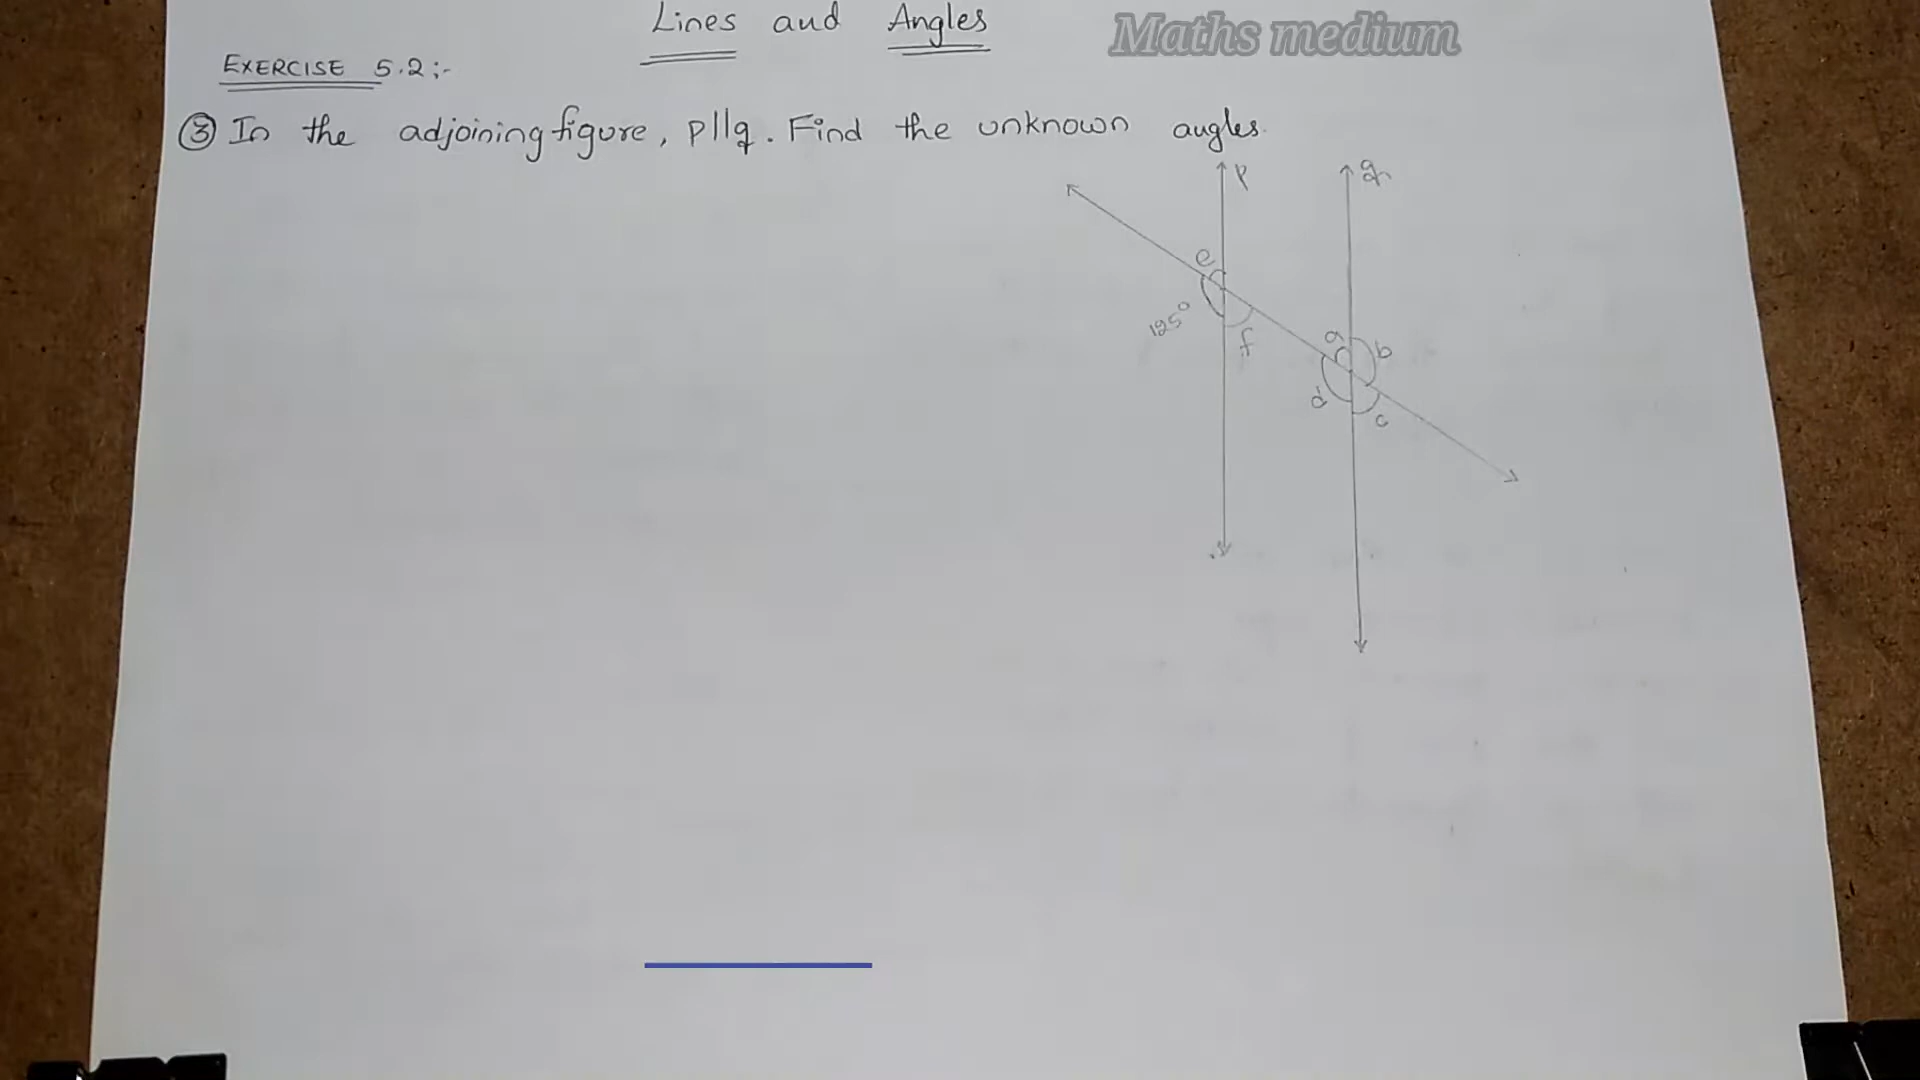 Lines and Angles
Maths medium
EXERCISE 5.2:-
③ In the adjoining figure, p||q. Find the unknown angles.
p
q
e
125°
f
a
b
d
c